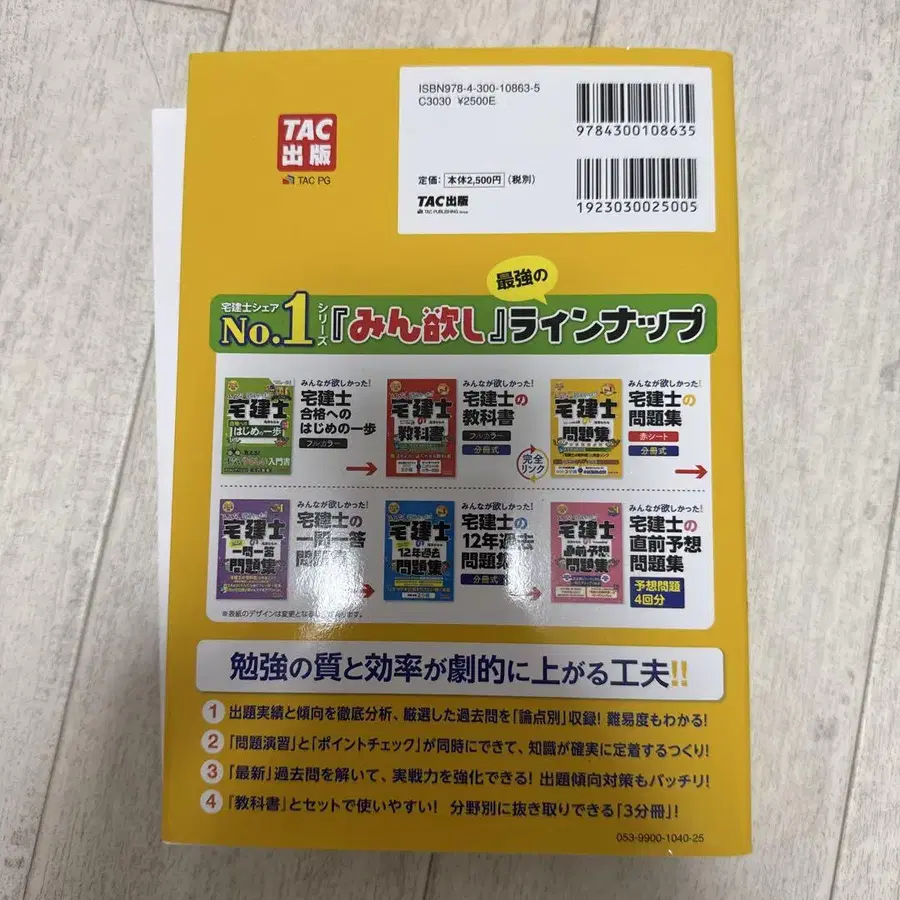 ISBN978-4-300-10863-5
C3030 ¥2500E
9784300108635
定価：本体2,500円（税別）
TAC出版
TAC PUBLISHING Group
1923030025005
TAC
出版
TAC PG
最強の
宅建士シェア
No.1
シリーズ
『みん欲し』ラインナップ
みんなが欲しかった!
宅建士
合格への
はじめの一歩
フルカラー
みんなが欲しかった!
宅建士の
教科書
フルカラー
分冊式
完全
リンク
みんなが欲しかった!
宅建士の
問題集
赤シート
分冊式
みんなが欲しかった!
宅建士の
一問一答
問題集
みんなが欲しかった!
宅建士の
12年過去
問題集
分冊式
みんなが欲しかった!
宅建士の
直前予想
問題集
予想問題
4回分
※表紙のデザインは変更となる
勉強の質と効率が劇的に上がる工夫!!
1 出題実績と傾向を徹底分析、厳選した過去問を「論点別」収録! 難易度もわかる!
2 「問題演習」と「ポイントチェック」が同時にできて、知識が確実に定着するつくり!
3 「最新」過去問を解いて、実戦力を強化できる! 出題傾向対策もバッチリ!
4 『教科書』とセットで使いやすい! 分野別に抜き取りできる「3分冊」!
053-9900-1040-25